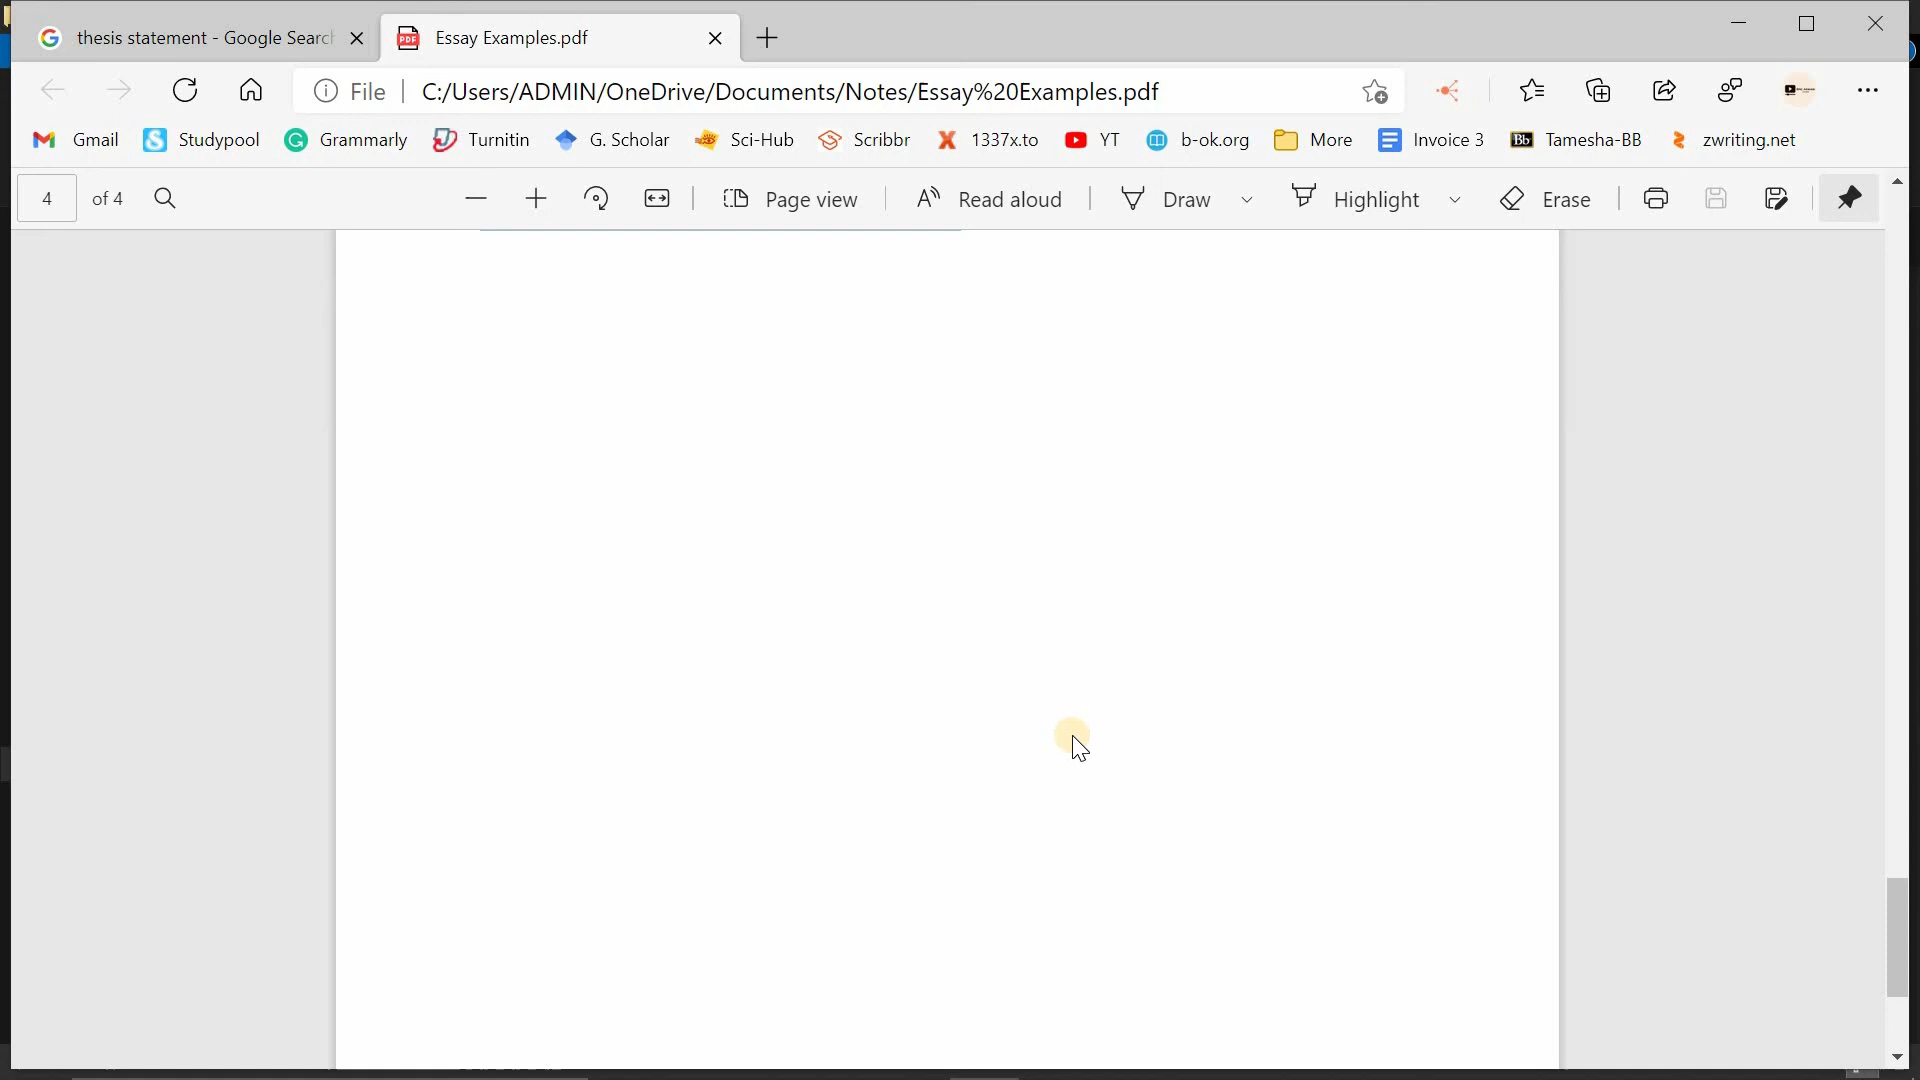 thesis statement - Google Search
Essay Examples.pdf
File C:/Users/ADMIN/OneDrive/Documents/Notes/Essay%20Examples.pdf
Gmail Studypool Grammarly Turnitin G. Scholar Sci-Hub Scribbr 1337x.to YT b-ok.org More Invoice 3 Bb Tamesha-BB zwriting.net
4 of 4 Page view Read aloud Draw Highlight Erase